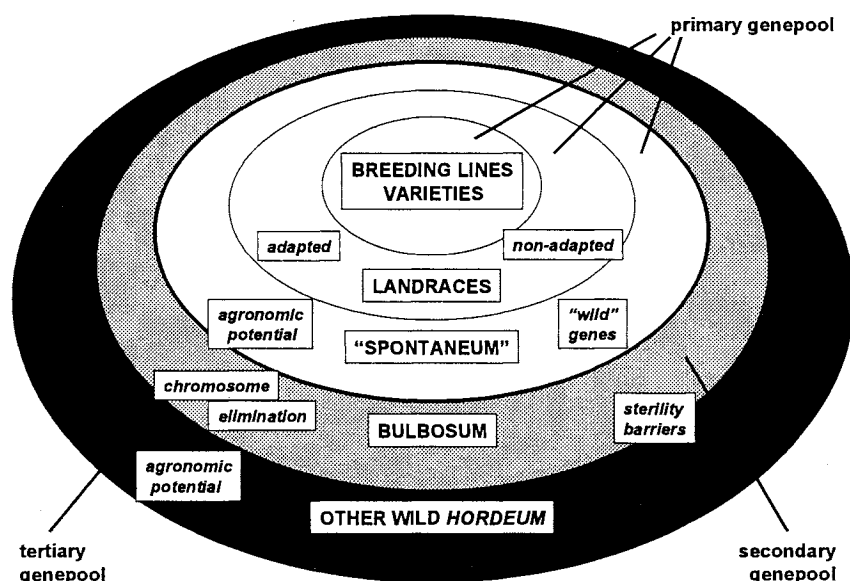 primary genepool
BREEDING LINES
VARIETIES
adapted
non-adapted
LANDRACES
agronomic
potential
"wild"
genes
"SPONTANEUM"
chromosome
elimination
BULBOSUM
sterility
barriers
agronomic
potential
OTHER WILD HORDEUM
tertiary
genepool
secondary
genepool